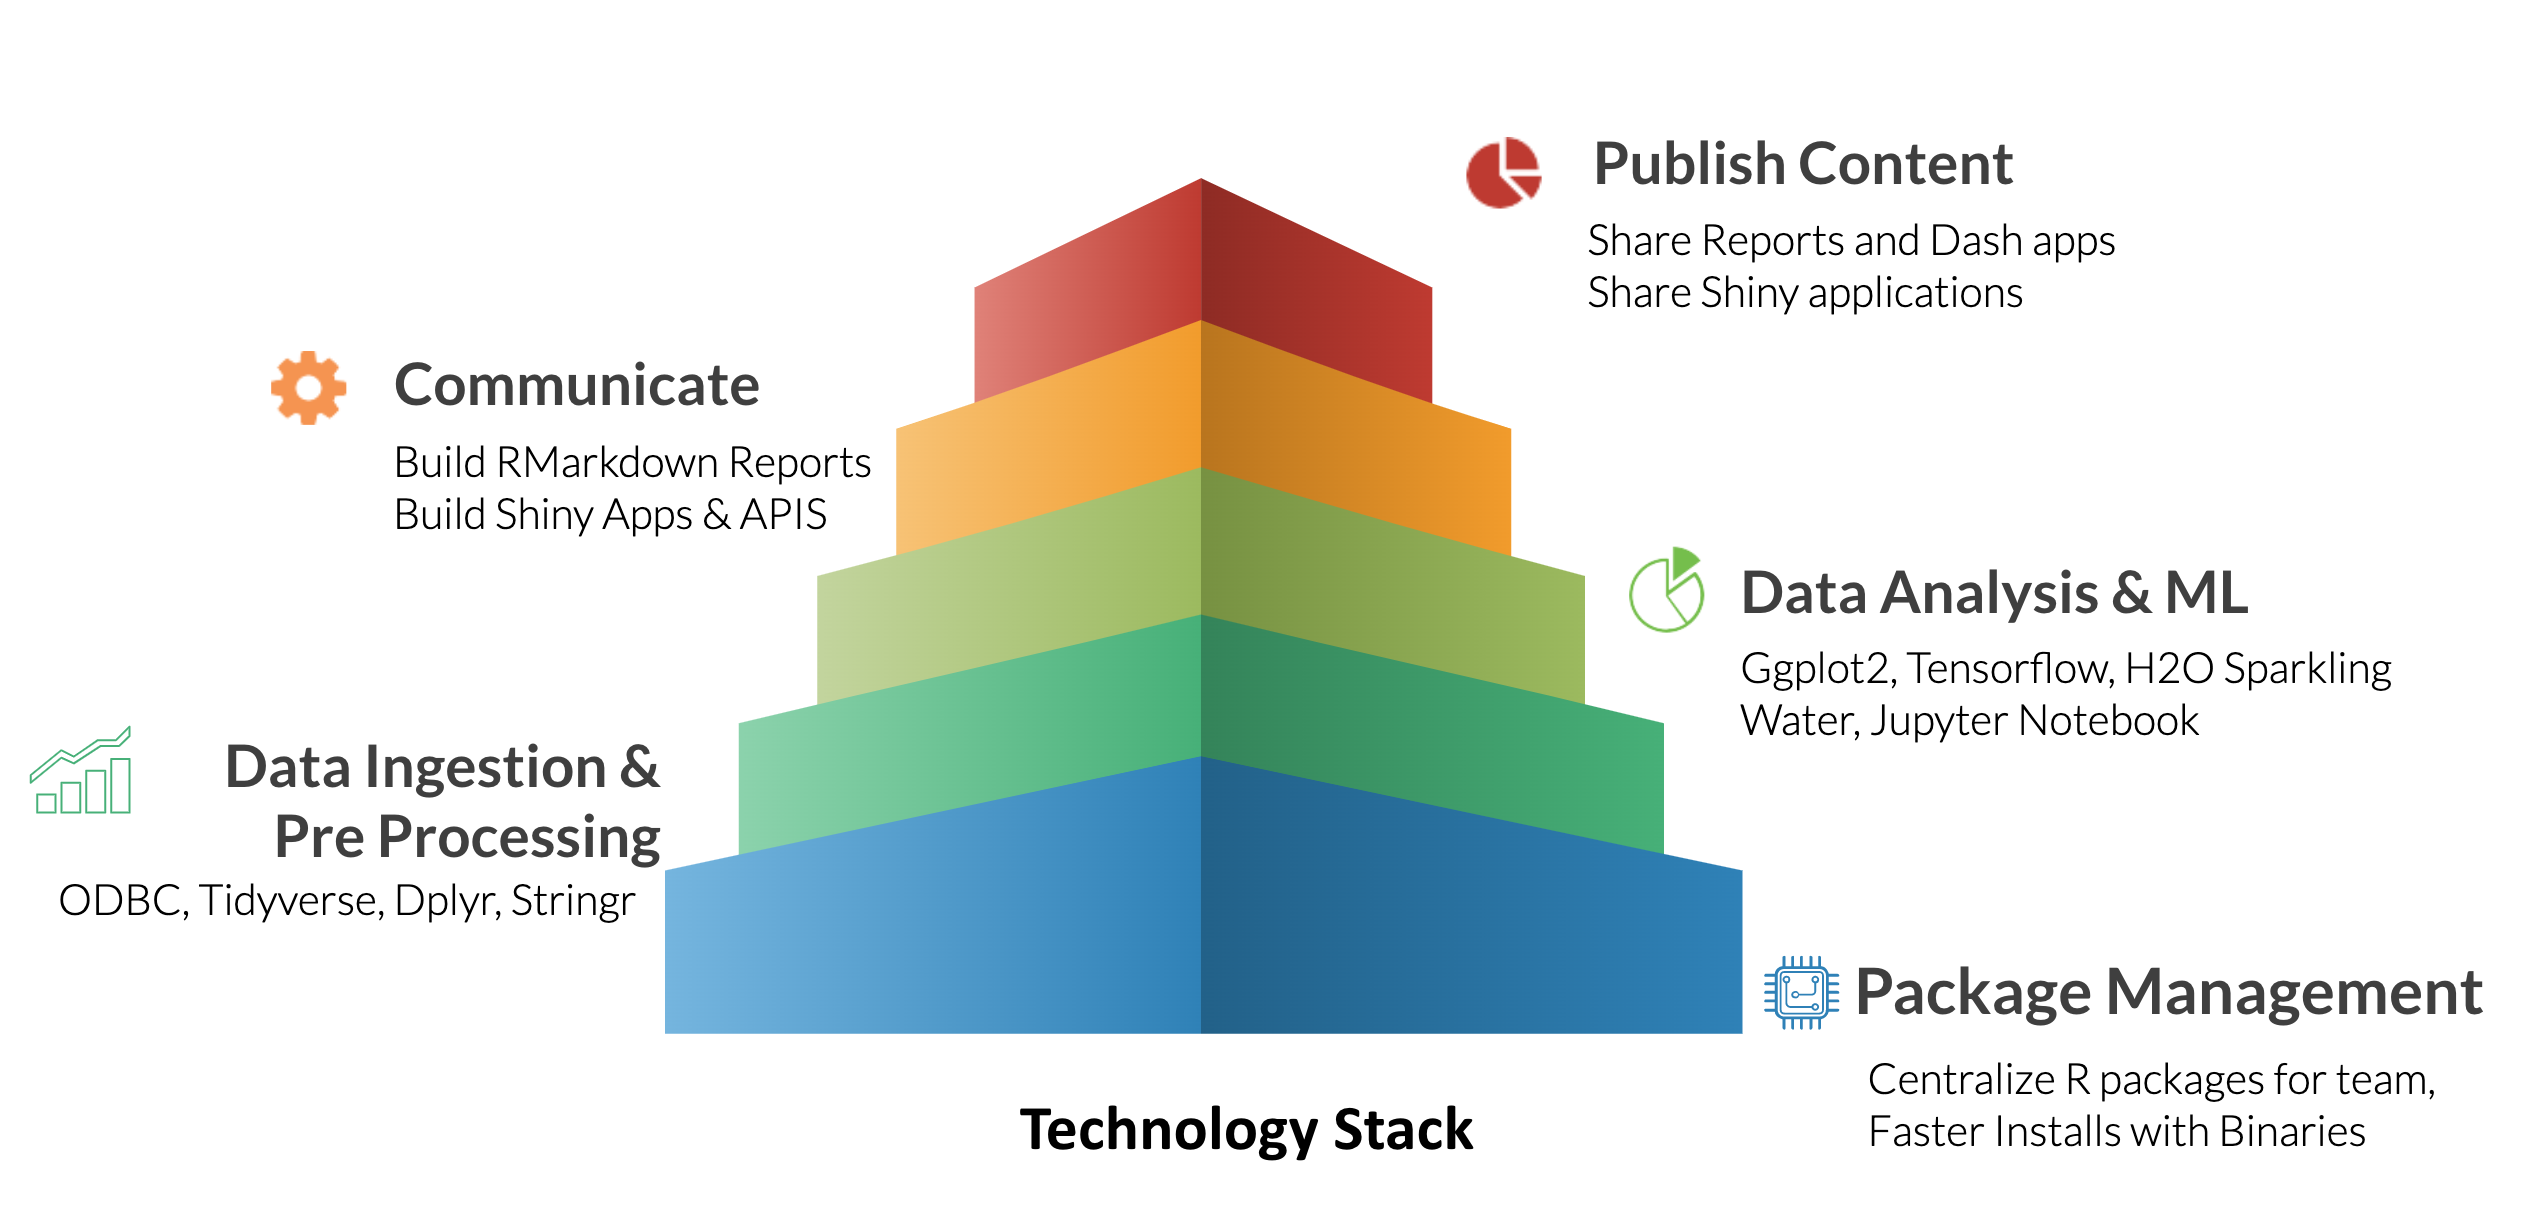 Publish Content
Share Reports and Dash apps
Share Shiny applications
Communicate
Build RMarkdown Reports
Build Shiny Apps & APIS
Data Analysis & ML
Ggplot2, Tensorflow, H2O Sparkling
Water, Jupyter Notebook
Data Ingestion &
Pre Processing
ODBC, Tidyverse, Dplyr, Stringr
Package Management
Centralize R packages for team,
Faster Installs with Binaries
Technology Stack